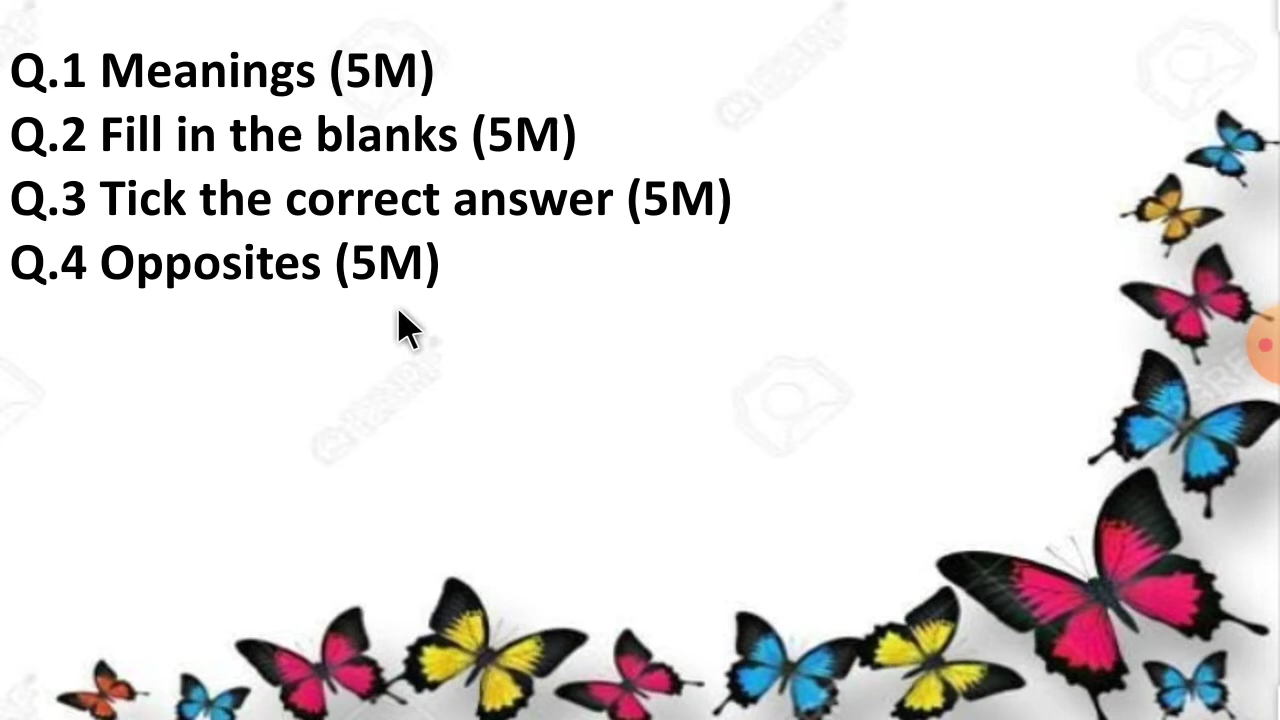 Q.1 Meanings (5M)
Q.2 Fill in the blanks (5M)
Q.3 Tick the correct answer (5M)
Q.4 Opposites (5M)